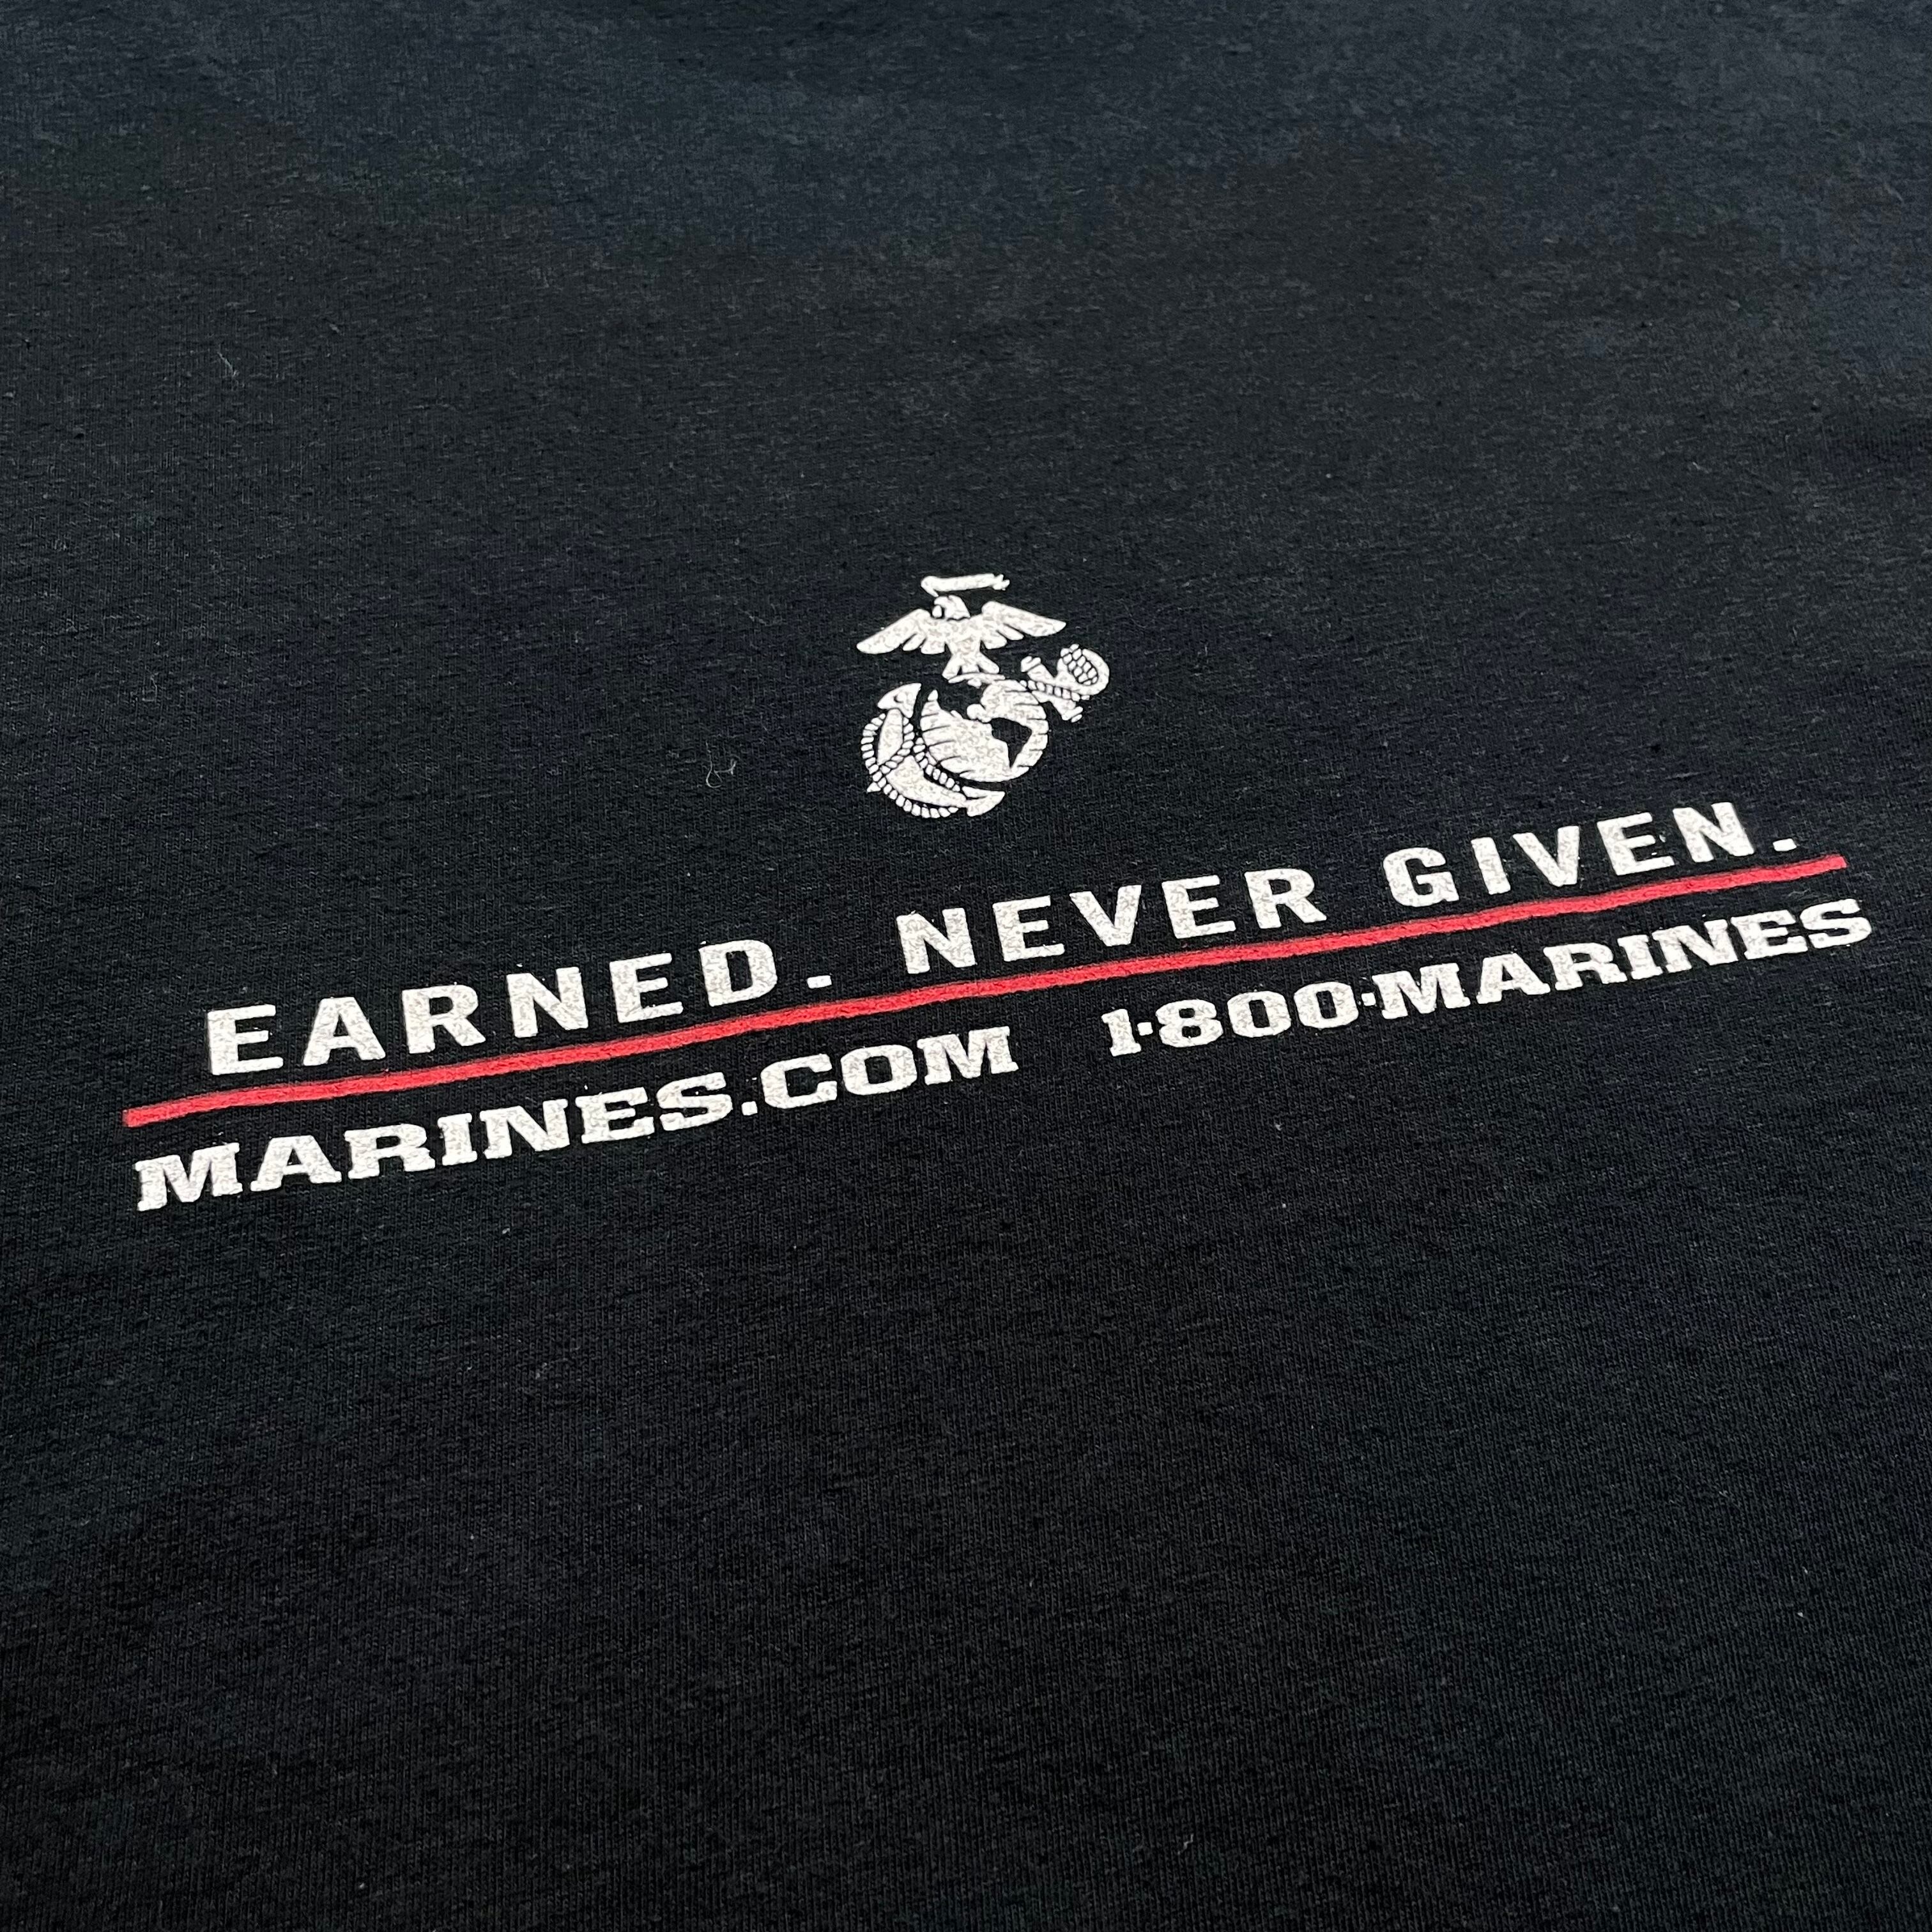 EARNED. NEVER GIVEN.
MARINES.COM 1·800·MARINES